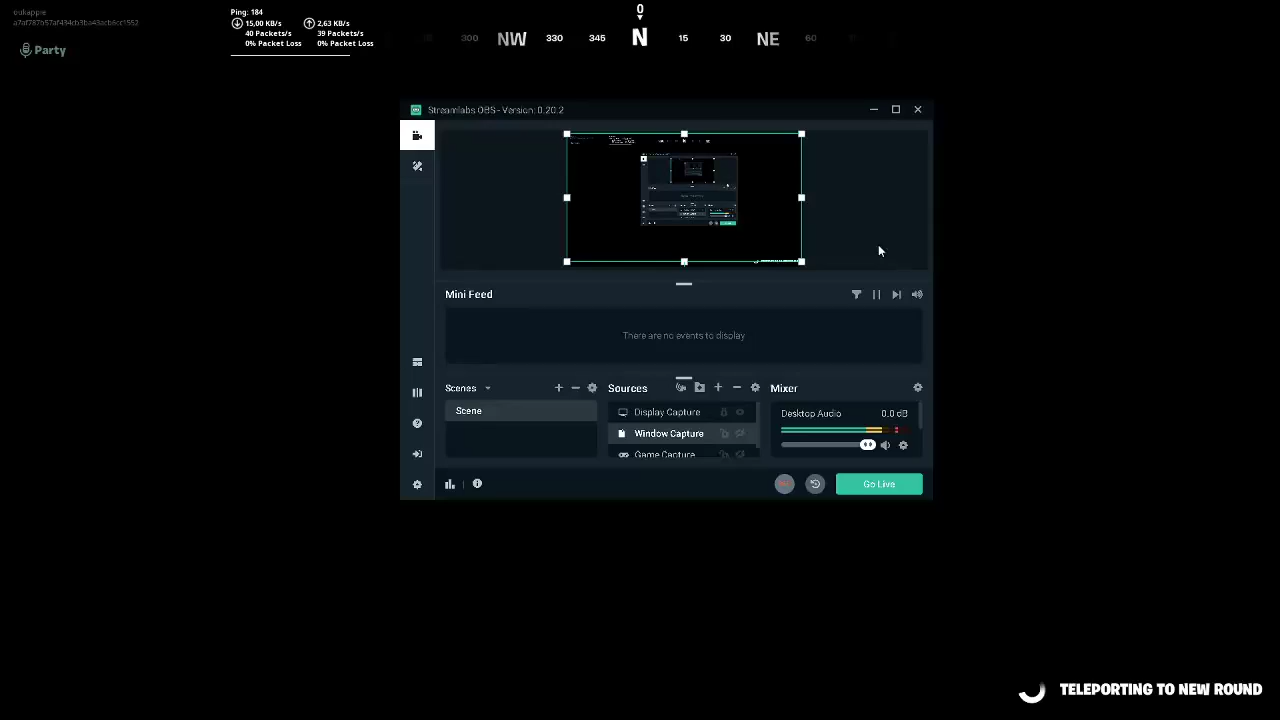 oukappie
a7af787b57af434cb3ba43acb6cc1552
Party
Ping: 184
15,00 KB/s 2,63 KB/s
40 Packets/s 39 Packets/s
0% Packet Loss 0% Packet Loss
0
300 NW 330 345 N 15 30 NE 60
Streamlabs OBS - Version: 0.20.2
Mini Feed
There are no events to display
Scenes
Sources
Mixer
Scene
Display Capture
Window Capture
Game Capture
Desktop Audio 0.0 dB
Go Live
TELEPORTING TO NEW ROUND